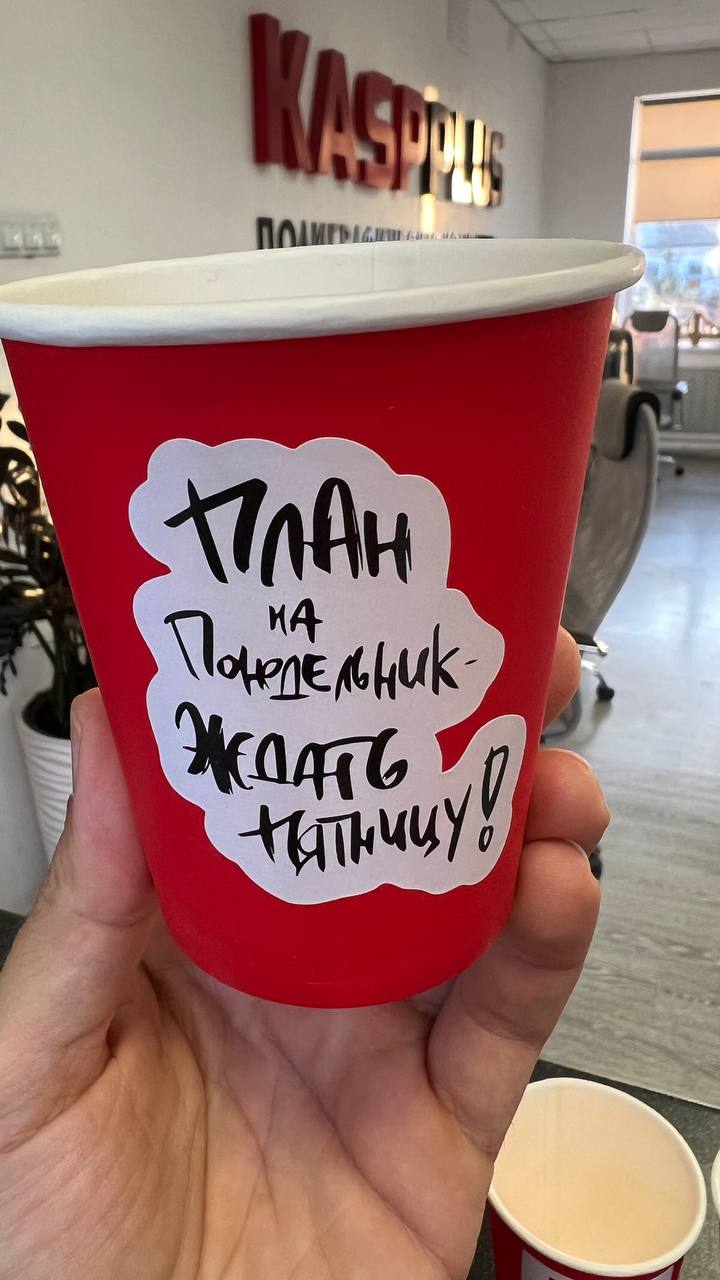 KASPPLUS
ПЛАН
НА
ПОНЕДЕЛЬНИК-
ЖДАТЬ
ПЯТНИЦУ!